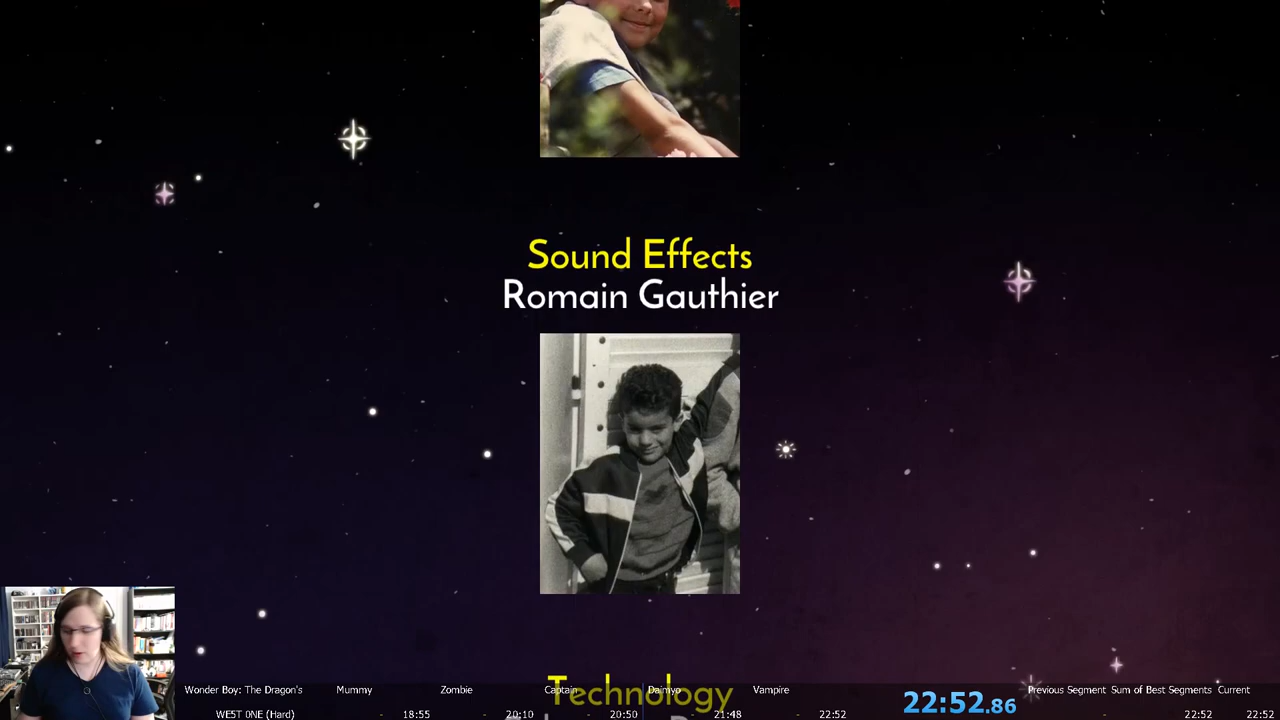 Sound Effects
Romain Gauthier
Technology
Wonder Boy: The Dragon's Mummy Zombie Captain Daimyo Vampire
22:52.86
Previous Segment Sum of Best Segments Current
WE5T 0NE (Hard) - 18:55 - 20:10 - 20:50 - 21:48 - 22:52 - 22:52 22:52